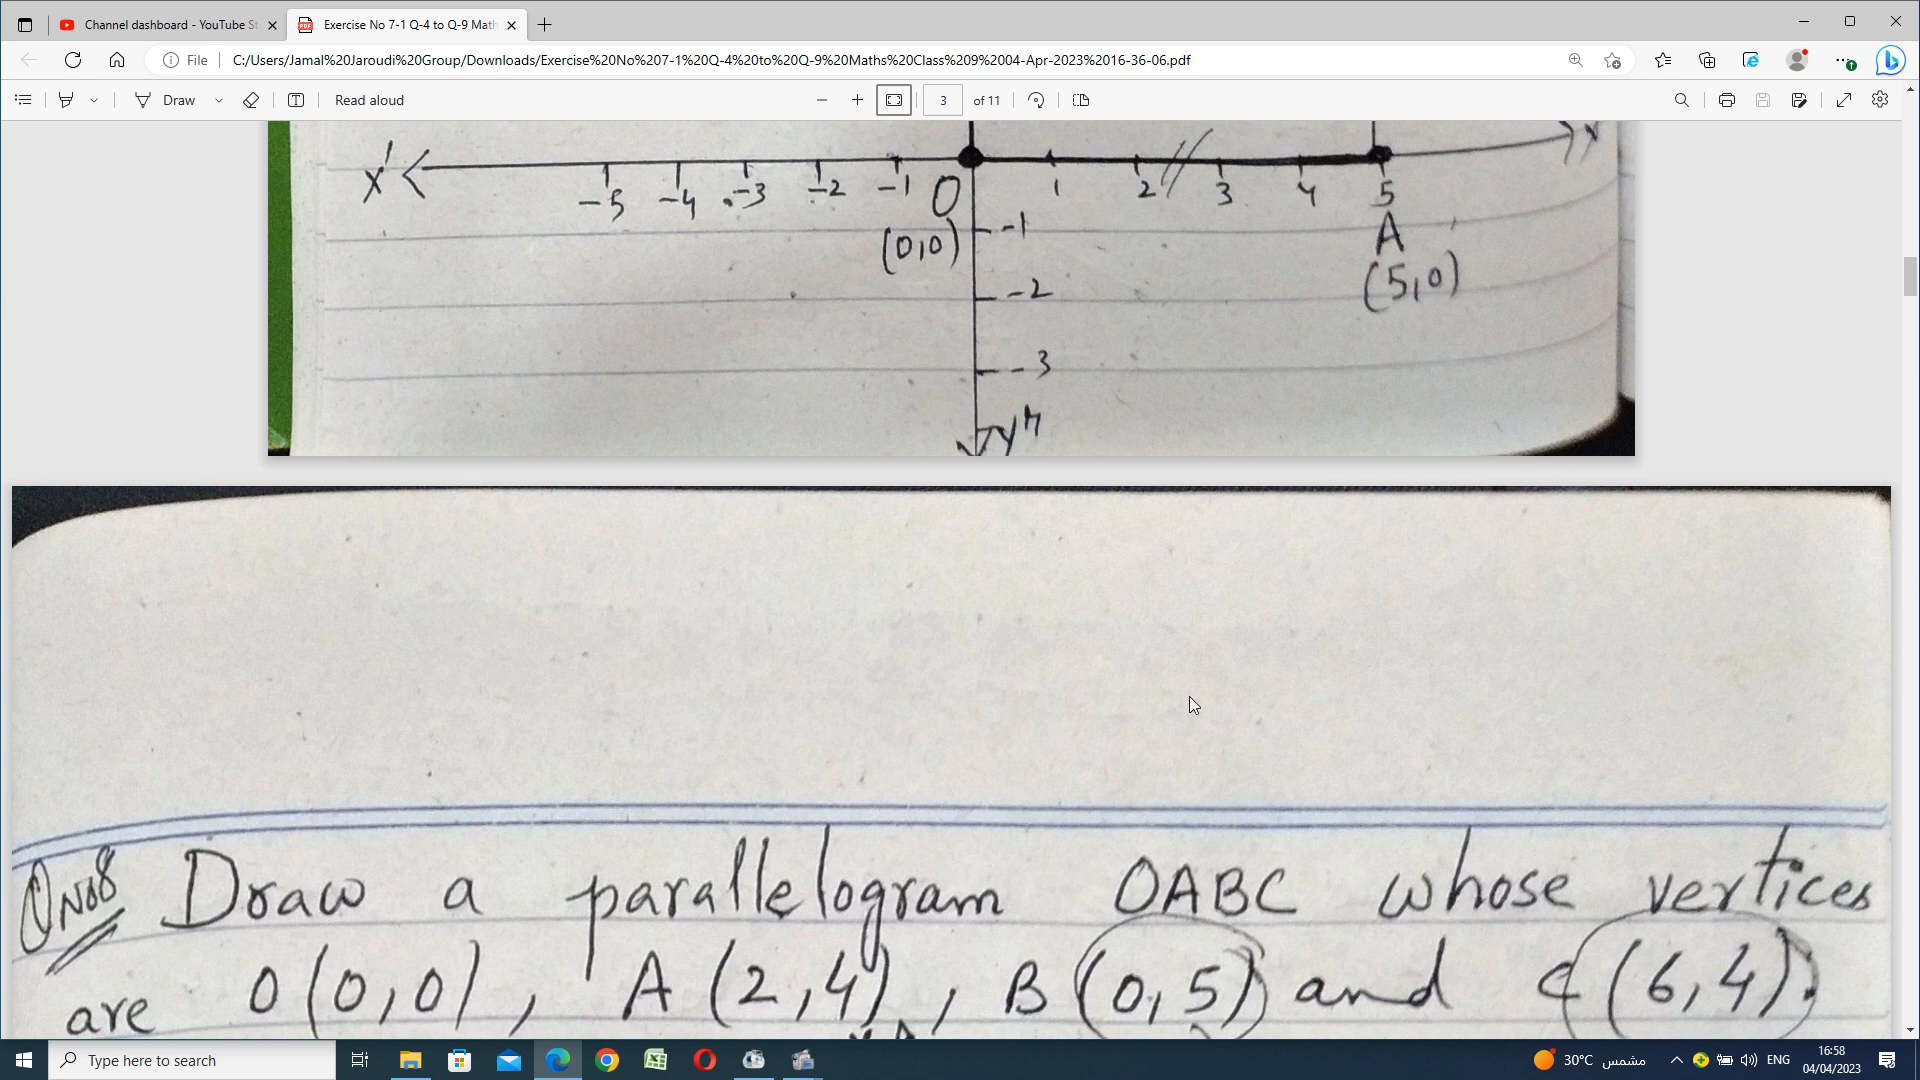 Channel dashboard - YouTube St
Exercise No 7-1 Q-4 to Q-9 Math
File
C:/Users/Jamal%20Jaroudi%20Group/Downloads/Exercise%20No%207-1%20Q-4%20to%20Q-9%20Maths%20Class%209%2004-Apr-2023%2016-36-06.pdf
Draw
Read aloud
3 of 11
X'
-5 -4 -3 -2 -1 O 1 2 3 4 5
(0,0)
-1
A
(5,0)
-2
-3
Q No 8 Draw a parallelogram OABC whose vertices
are O(0,0), A(2,4), B(0,5) and C(6,4).
Type here to search
30°C مشمس
ENG
16:58
04/04/2023